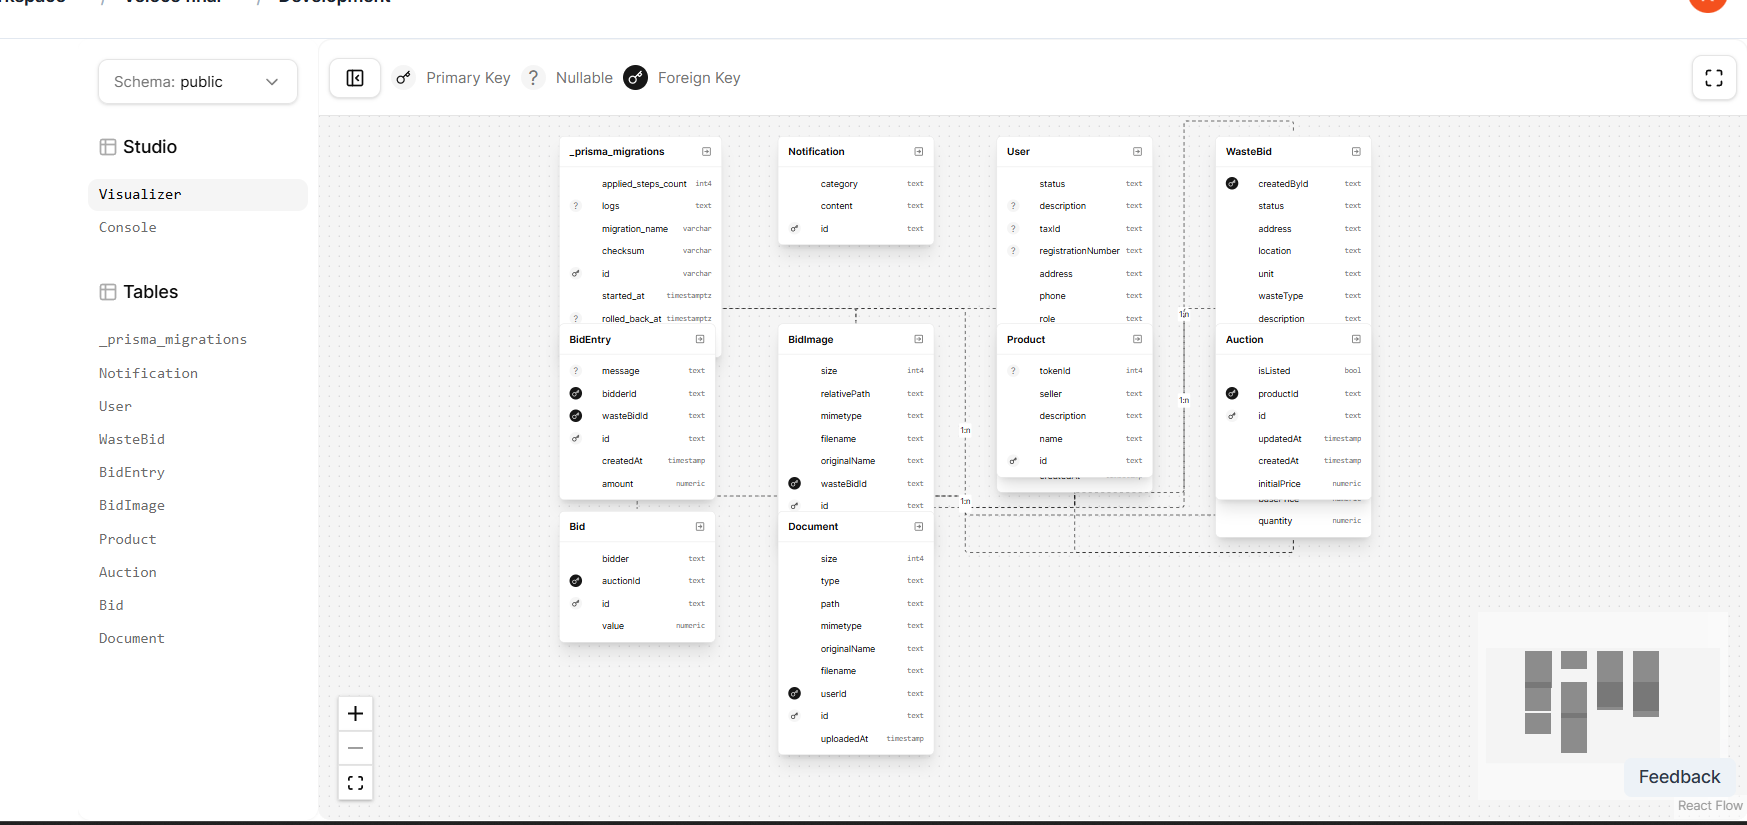 / /
Schema: public
Primary Key ? Nullable Foreign Key
Studio
Visualizer
Console
Tables
_prisma_migrations
Notification
User
WasteBid
BidEntry
BidImage
Product
Auction
Bid
Document
_prisma_migrations
applied_steps_count int4
? logs text
migration_name varchar
checksum varchar
id varchar
started_at timestamptz
? rolled_back_at timestamptz
Notification
category text
content text
id text
User
status text
? description text
? taxId text
? registrationNumber text
address text
phone text
role text
WasteBid
createdById text
status text
address text
location text
unit text
wasteType text
description text
quantity numeric
BidEntry
? message text
bidderId text
wasteBidId text
id text
createdAt timestamp
amount numeric
BidImage
size int4
relativePath text
mimetype text
filename text
originalName text
wasteBidId text
id text
Product
? tokenId int4
seller text
description text
name text
id text
Auction
isListed bool
productId text
id text
updatedAt timestamp
createdAt timestamp
initialPrice numeric
Bid
bidder text
auctionId text
id text
value numeric
Document
size int4
type text
path text
mimetype text
originalName text
filename text
userId text
id text
uploadedAt timestamp
1:n
1:n
1:n
1:n
Feedback
React Flow